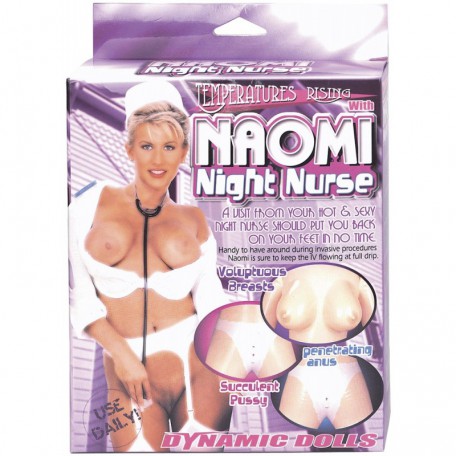 NAOMI
Night Nurse
TEMPERATURES RISING
With
NAOMI
Night Nurse
A VISIT FROM YOUR HOT & SEXY
NIGHT NURSE SHOULD PUT YOU BACK
ON YOUR FEET IN NO TIME.
Handy to have around during invasive procedures
Naomi is sure to keep the IV flowing at full drip.
Voluptuous
Breasts
penetrating
anus
Succulent
Pussy
USE
DAILY!
DYNAMIC DOLLS